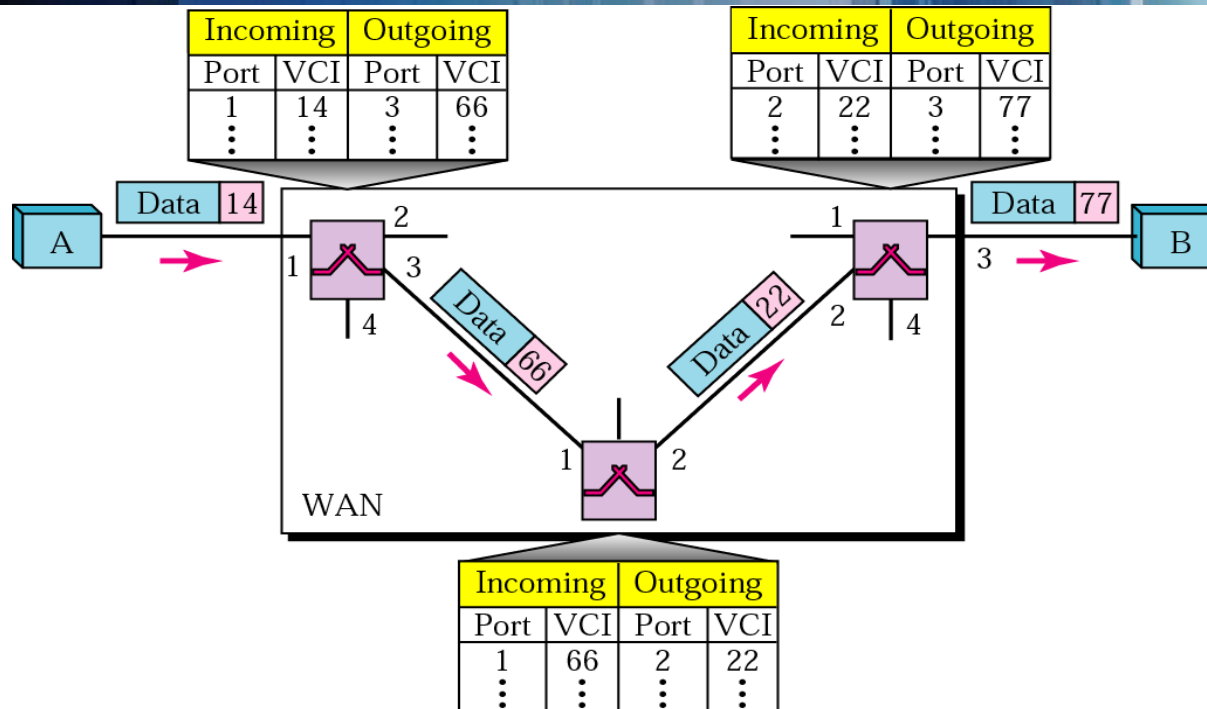 Incoming Outgoing
Port VCI Port VCI
1 14 3 66
Incoming Outgoing
Port VCI Port VCI
2 22 3 77
Data 14
Data 77
A
2
1
3
4
Data 66
Data 22
1
3
2
4
B
1
2
WAN
Incoming Outgoing
Port VCI Port VCI
1 66 2 22